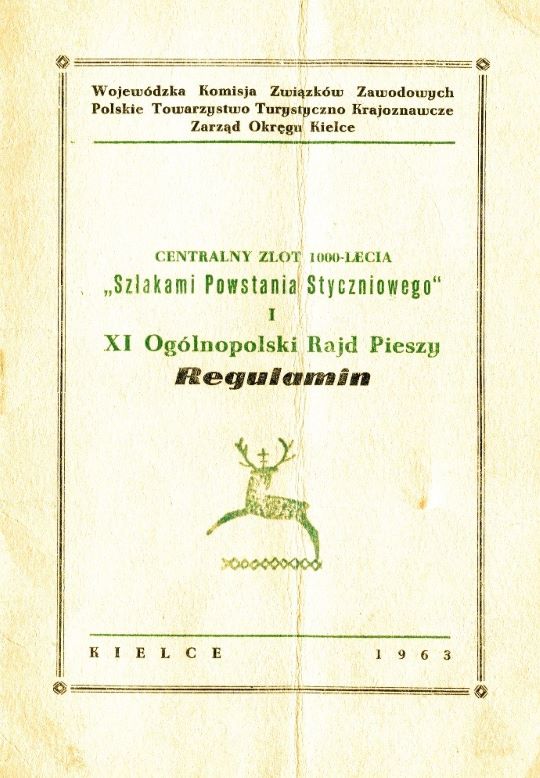 Wojewódzka Komisja Związków Zawodowych
Polskie Towarzystwo Turystyczno Krajoznawcze
Zarząd Okręgu Kielce
CENTRALNY ZLOT 1000-LECIA
„Szlakami Powstania Styczniowego“
I
XI Ogólnopolski Rajd Pieszy
Regulamin
KIELCE 1963